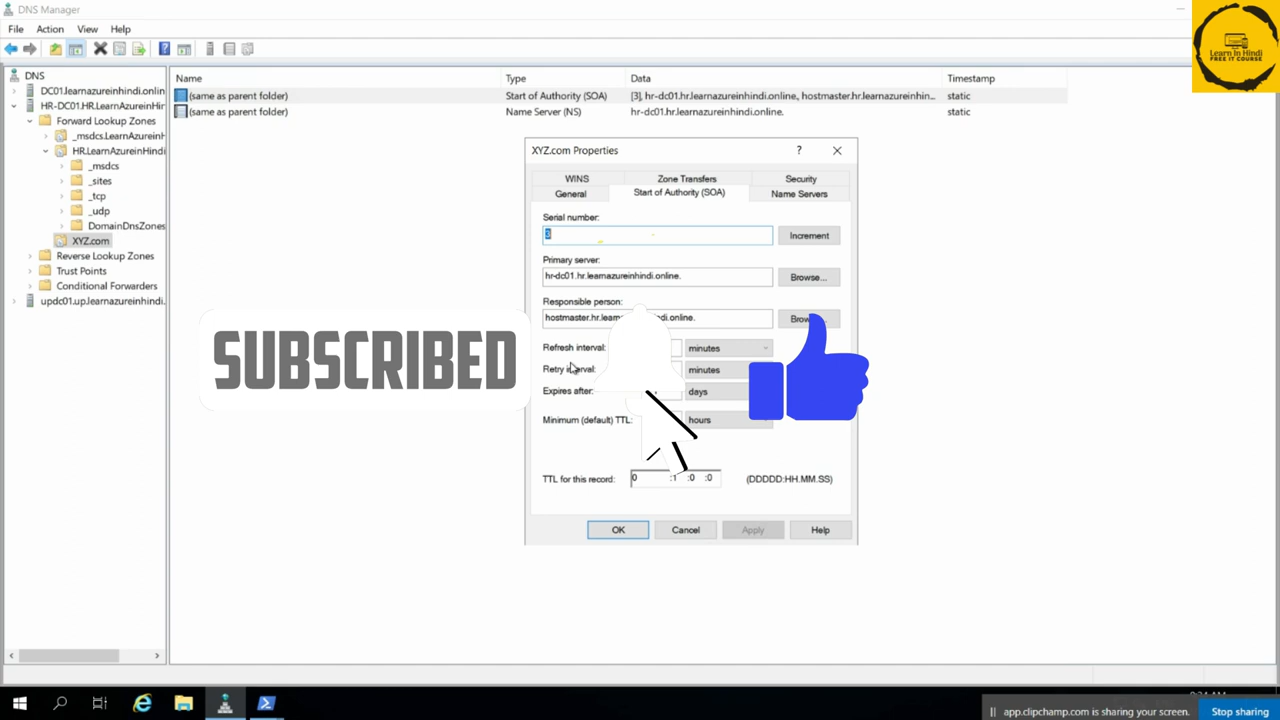 DNS Manager
File Action View Help
Learn In Hindi
FREE IT COURSE
DNS
DC01.learnazureinhindi.onlin
HR-DC01.HR.LearnAzureinHin
Forward Lookup Zones
_msdcs.LearnAzureinH
HR.LearnAzureinHindi
_msdcs
_sites
_tcp
_udp
DomainDnsZones
XYZ.com
Reverse Lookup Zones
Trust Points
Conditional Forwarders
updc01.up.learnazureinhindi.
Name Type Data Timestamp
(same as parent folder) Start of Authority (SOA) [3], hr-dc01.hr.learnazureinhindi.online., hostmaster.hr.learnazureinhin... static
(same as parent folder) Name Server (NS) hr-dc01.hr.learnazureinhindi.online. static
XYZ.com Properties ?
WINS Zone Transfers Security
General Start of Authority (SOA) Name Servers
Serial number:
3 Increment
Primary server:
hr-dc01.hr.learnazureinhindi.online. Browse...
Responsible person:
Refresh interval: minutes
Retry interval: minutes
Expires after: days
Minimum (default) TTL: hours
TTL for this record: 0 :1 :0 :0 (DDDDD:HH.MM.SS)
OK Cancel Apply Help
SUBSCRIBED
app.clipchamp.com is sharing your screen. Stop sharing